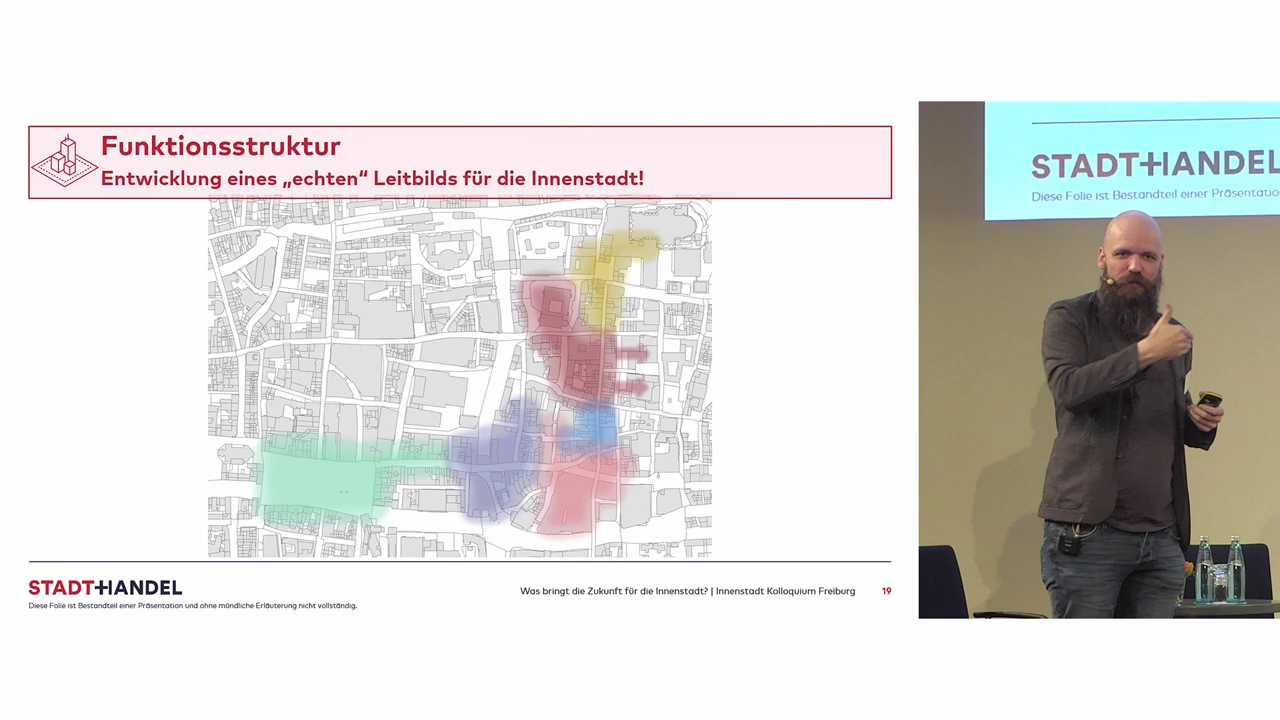 Funktionsstruktur
Entwicklung eines „echten“ Leitbilds für die Innenstadt!
STADT+HANDEL
Diese Folie ist Bestandteil einer Präsentation und ohne mündliche Erläuterung nicht vollständig.
Was bringt die Zukunft für die Innenstadt? | Innenstadt Kolloquium Freiburg 19
STADT+HANDEL
Diese Folie ist Bestandteil einer Präsentatio